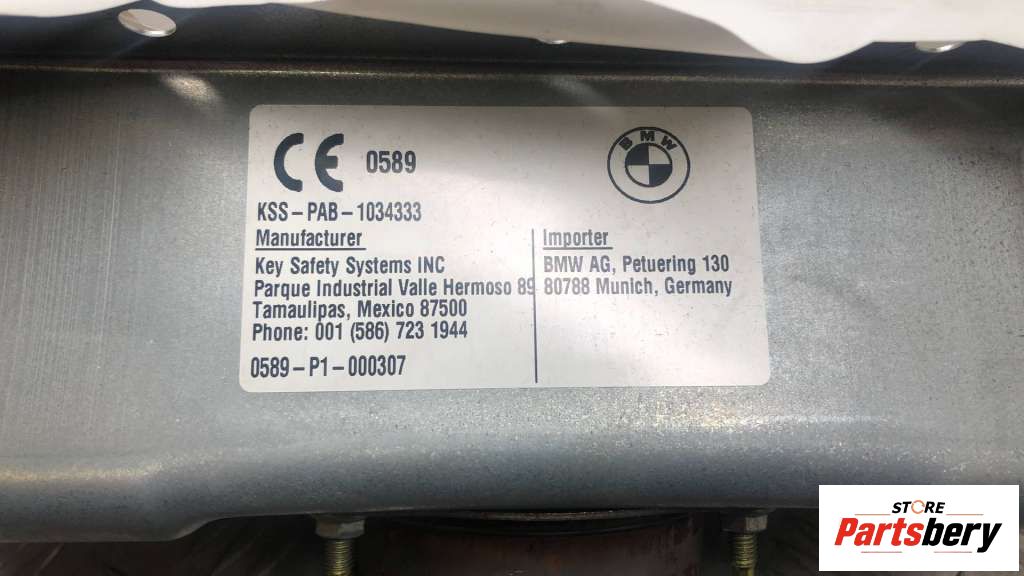 CE 0589
BMW
KSS-PAB-1034333
Manufacturer
Key Safety Systems INC
Parque Industrial Valle Hermoso 89
Tamaulipas, Mexico 87500
Phone: 001 (586) 723 1944
0589-P1-000307
Importer
BMW AG, Petuering 130
80788 Munich, Germany
STORE
Partsbery